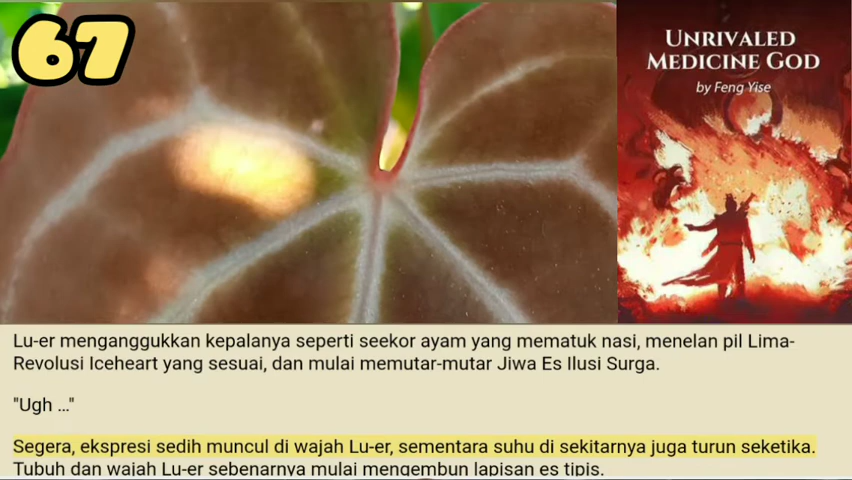 67
UNRIVALED
MEDICINE GOD
by Feng Yise
Lu-er menganggukkan kepalanya seperti seekor ayam yang mematuk nasi, menelan pil Lima-
Revolusi Iceheart yang sesuai, dan mulai memutar-mutar Jiwa Es Ilusi Surga.
"Ugh ..."
Segera, ekspresi sedih muncul di wajah Lu-er, sementara suhu di sekitarnya juga turun seketika.
Tubuh dan wajah Lu-er sebenarnya mulai mengembun lapisan es tipis.